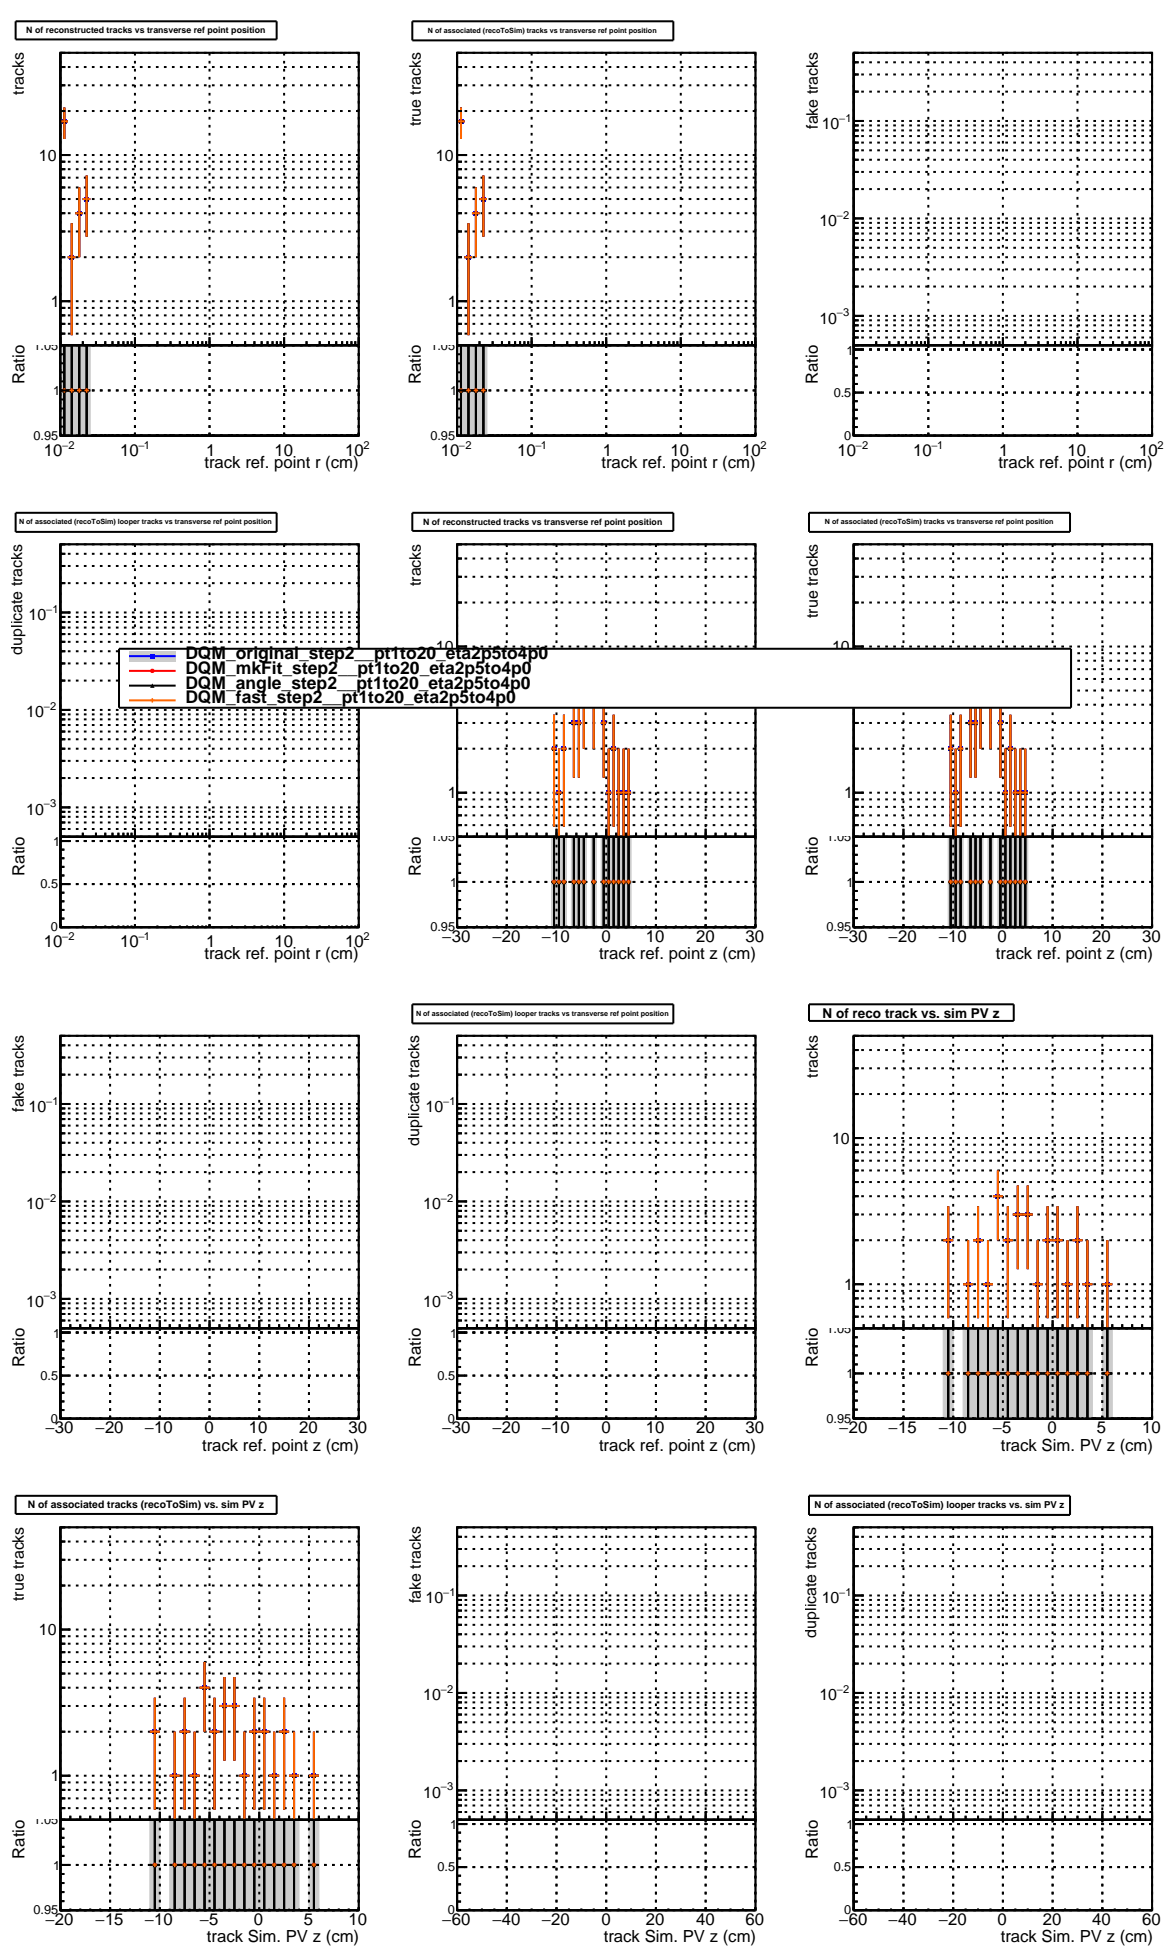 N of reconstructed tracks vs transverse ref point position
tracks
10
1
1.05
Ratio
1
0.95
10−2 10−1 1 10 102
track ref. point r (cm)
N of associated (recoToSim) tracks vs transverse ref point position
true tracks
10
1
1.05
Ratio
1
0.95
10−2 10−1 1 10 102
track ref. point r (cm)
fake tracks
10−1
10−2
10−3
Ratio
1
0.5
0
10−2 10−1 1 10 102
track ref. point r (cm)
N of associated (recoToSim) looper tracks vs transverse ref point position
duplicate tracks
10−1
10−2
10−3
Ratio
1
0.5
0
10−2 10−1 1 10 102
track ref. point r (cm)
N of reconstructed tracks vs transverse ref point position
tracks
10
1
1.05
Ratio
1
0.95
−30 −20 −10 0 10 20 30
track ref. point z (cm)
N of associated (recoToSim) tracks vs transverse ref point position
true tracks
10
1
1.05
Ratio
1
0.95
−30 −20 −10 0 10 20 30
track ref. point z (cm)
DQM_original_step2__pt1to20_eta2p5to4p0
DQM_mkFit_step2__pt1to20_eta2p5to4p0
DQM_angle_step2__pt1to20_eta2p5to4p0
DQM_fast_step2__pt1to20_eta2p5to4p0
fake tracks
10−1
10−2
10−3
Ratio
1
0.5
0
−30 −20 −10 0 10 20 30
track ref. point z (cm)
N of associated (recoToSim) looper tracks vs transverse ref point position
duplicate tracks
10−1
10−2
10−3
Ratio
1
0.5
0
−30 −20 −10 0 10 20 30
track ref. point z (cm)
N of reco track vs. sim PV z
tracks
10
1
1.05
Ratio
1
0.95
−20 −15 −10 −5 0 5 10
track Sim. PV z (cm)
N of associated tracks (recoToSim) vs. sim PV z
true tracks
10
1
1.05
Ratio
1
0.95
−20 −15 −10 −5 0 5 10
track Sim. PV z (cm)
fake tracks
10−1
10−2
10−3
Ratio
1
0.5
0
−60 −40 −20 0 20 40 60
track Sim. PV z (cm)
N of associated (recoToSim) looper tracks vs. sim PV z
duplicate tracks
10−1
10−2
10−3
Ratio
1
0.5
0
−60 −40 −20 0 20 40 60
track Sim. PV z (cm)